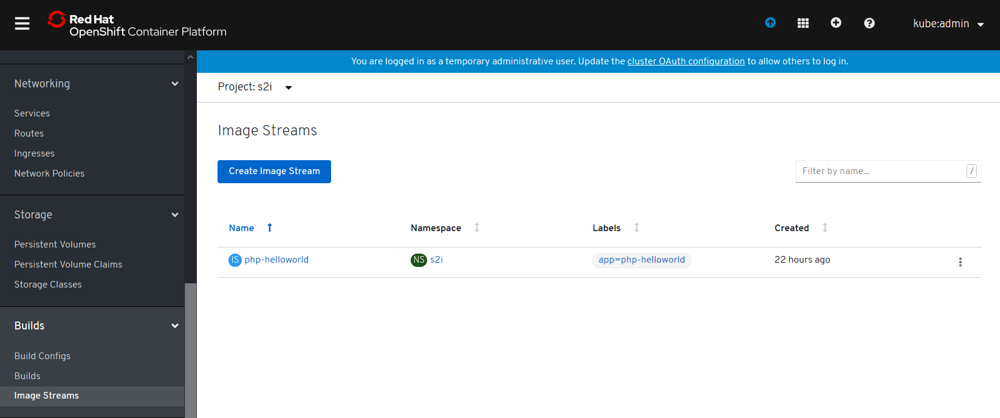 Red Hat
OpenShift Container Platform
kube:admin
You are logged in as a temporary administrative user. Update the cluster OAuth configuration to allow others to log in.
Networking
Services
Routes
Ingresses
Network Policies
Storage
Persistent Volumes
Persistent Volume Claims
Storage Classes
Builds
Build Configs
Builds
Image Streams
Project: s2i
Image Streams
Create Image Stream
Filter by name... /
Name Namespace Labels Created
IS php-helloworld NS s2i app=php-helloworld 22 hours ago